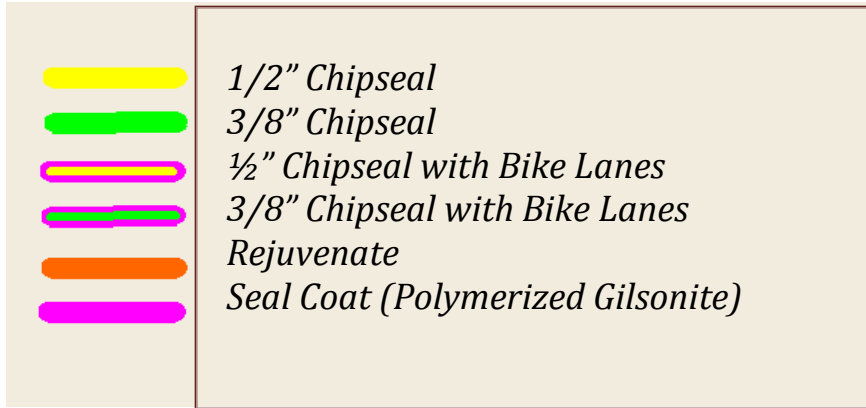 1/2” Chipseal
3/8” Chipseal
½” Chipseal with Bike Lanes
3/8” Chipseal with Bike Lanes
Rejuvenate
Seal Coat (Polymerized Gilsonite)